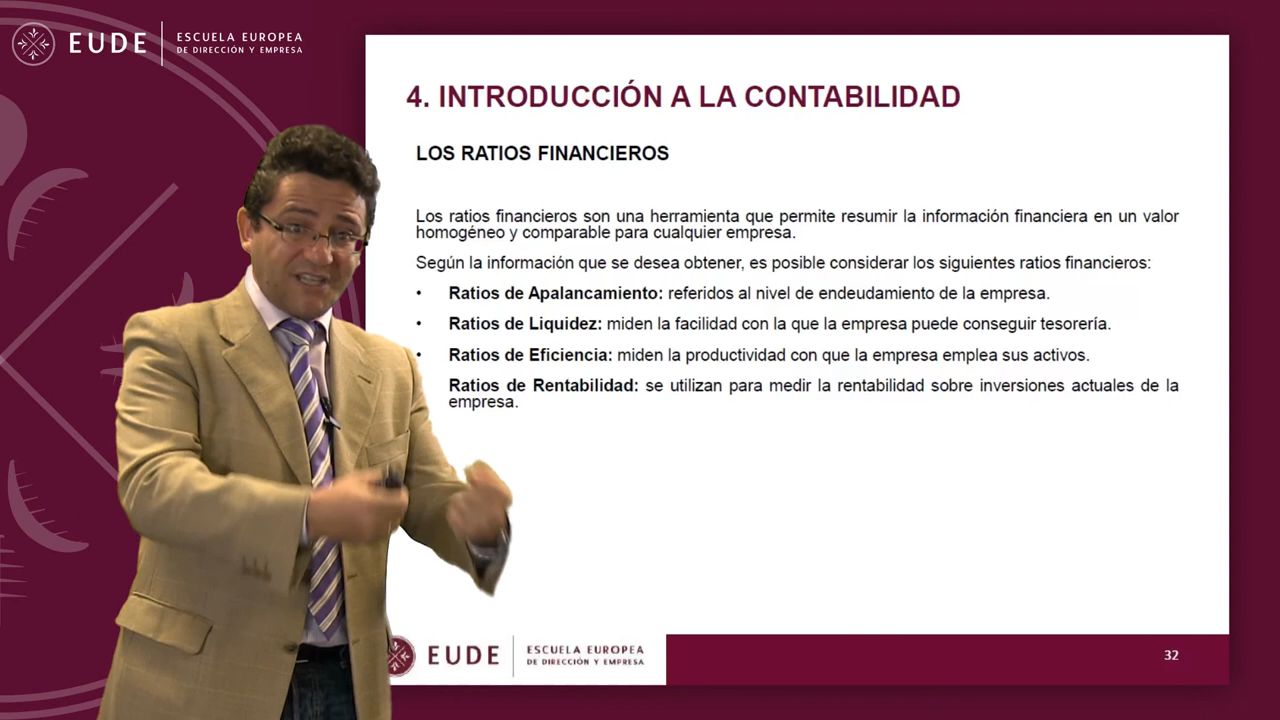 EUDE
ESCUELA EUROPEA
DE DIRECCIÓN Y EMPRESA
4. INTRODUCCIÓN A LA CONTABILIDAD
LOS RATIOS FINANCIEROS
Los ratios financieros son una herramienta que permite resumir la información financiera en un valor
homogéneo y comparable para cualquier empresa.
Según la información que se desea obtener, es posible considerar los siguientes ratios financieros:
• Ratios de Apalancamiento: referidos al nivel de endeudamiento de la empresa.
• Ratios de Liquidez: miden la facilidad con la que la empresa puede conseguir tesorería.
• Ratios de Eficiencia: miden la productividad con que la empresa emplea sus activos.
Ratios de Rentabilidad: se utilizan para medir la rentabilidad sobre inversiones actuales de la
empresa.
EUDE
ESCUELA EUROPEA
DE DIRECCIÓN Y EMPRESA
32